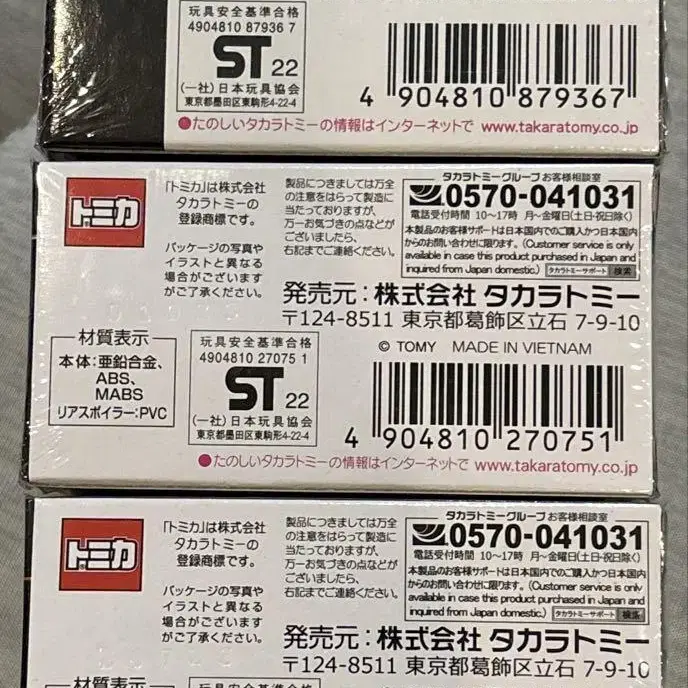 玩具安全基準合格
4904810 87936 7
ST 22
(一社)日本玩具協会
東京都墨田区東駒形4-22-4
4 904810 879367
●たのしいタカラトミーの情報はインターネットで www.takaratomy.co.jp
トミカ
「トミカ」は株式会社
タカラトミーの
登録商標です。
パッケージの写真や
イラストと異なる
場合がございます
がご了承ください。
製品につきましては万全
の注意をはらって製造に
当たっておりますが、
万一お気づきの点などが
ございましたら、
右記までご連絡ください。
タカラトミーグループお客様相談室
0570-041031
電話受付時間 10〜17時 月〜金曜日(土・日・祝日除く)
本製品のお客様サポートは日本国内でのご購入かつ日本国内
からのお問い合わせに限ります。(Customer service is only
available in case this product purchased in Japan and
inquired from Japan domestic.) タカラトミーサポート 検索
発売元:株式会社 タカラトミー
〒124-8511 東京都葛飾区立石 7-9-10
© TOMY MADE IN VIETNAM
材質表示
本体:亜鉛合金、
ABS、
MABS
リアスポイラー:PVC
玩具安全基準合格
4904810 27075 1
ST 22
(一社)日本玩具協会
東京都墨田区東駒形4-22-4
4 904810 270751
●たのしいタカラトミーの情報はインターネットで www.takaratomy.co.jp
トミカ
「トミカ」は株式会社
タカラトミーの
登録商標です。
パッケージの写真や
イラストと異なる
場合がございます
がご了承ください。
製品につきましては万全
の注意をはらって製造に
当たっておりますが、
万一お気づきの点などが
ございましたら、
右記までご連絡ください。
タカラトミーグループお客様相談室
0570-041031
電話受付時間 10〜17時 月〜金曜日(土・日・祝日除く)
本製品のお客様サポートは日本国内でのご購入かつ日本国内
からのお問い合わせに限ります。(Customer service is only
available in case this product purchased in Japan and
inquired from Japan domestic.) タカラトミーサポート 検索
発売元:株式会社 タカラトミー
〒124-8511 東京都葛飾区立石 7-9-10
材質表示
玩具安全基準合格